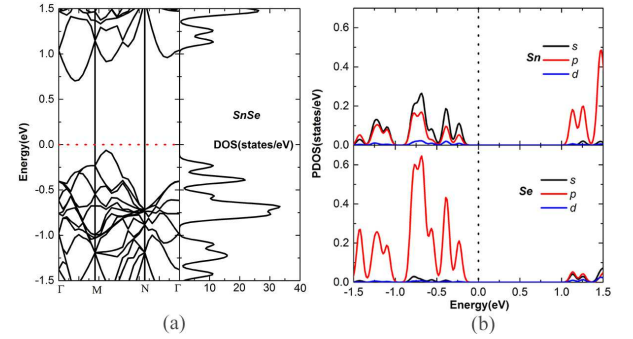 1.5
1.0
0.5
0.0
-0.5
-1.0
-1.5
Energy(eV)
Γ M N Γ
SnSe
DOS(states/eV)
10 20 30 40
(a)
0.6
0.4
0.2
0.0
0.6
0.4
0.2
0.0
PDOS(states/eV)
Sn
s
p
d
Se
s
p
d
-1.5 -1.0 -0.5 0.0 0.5 1.0 1.5
Energy(eV)
(b)